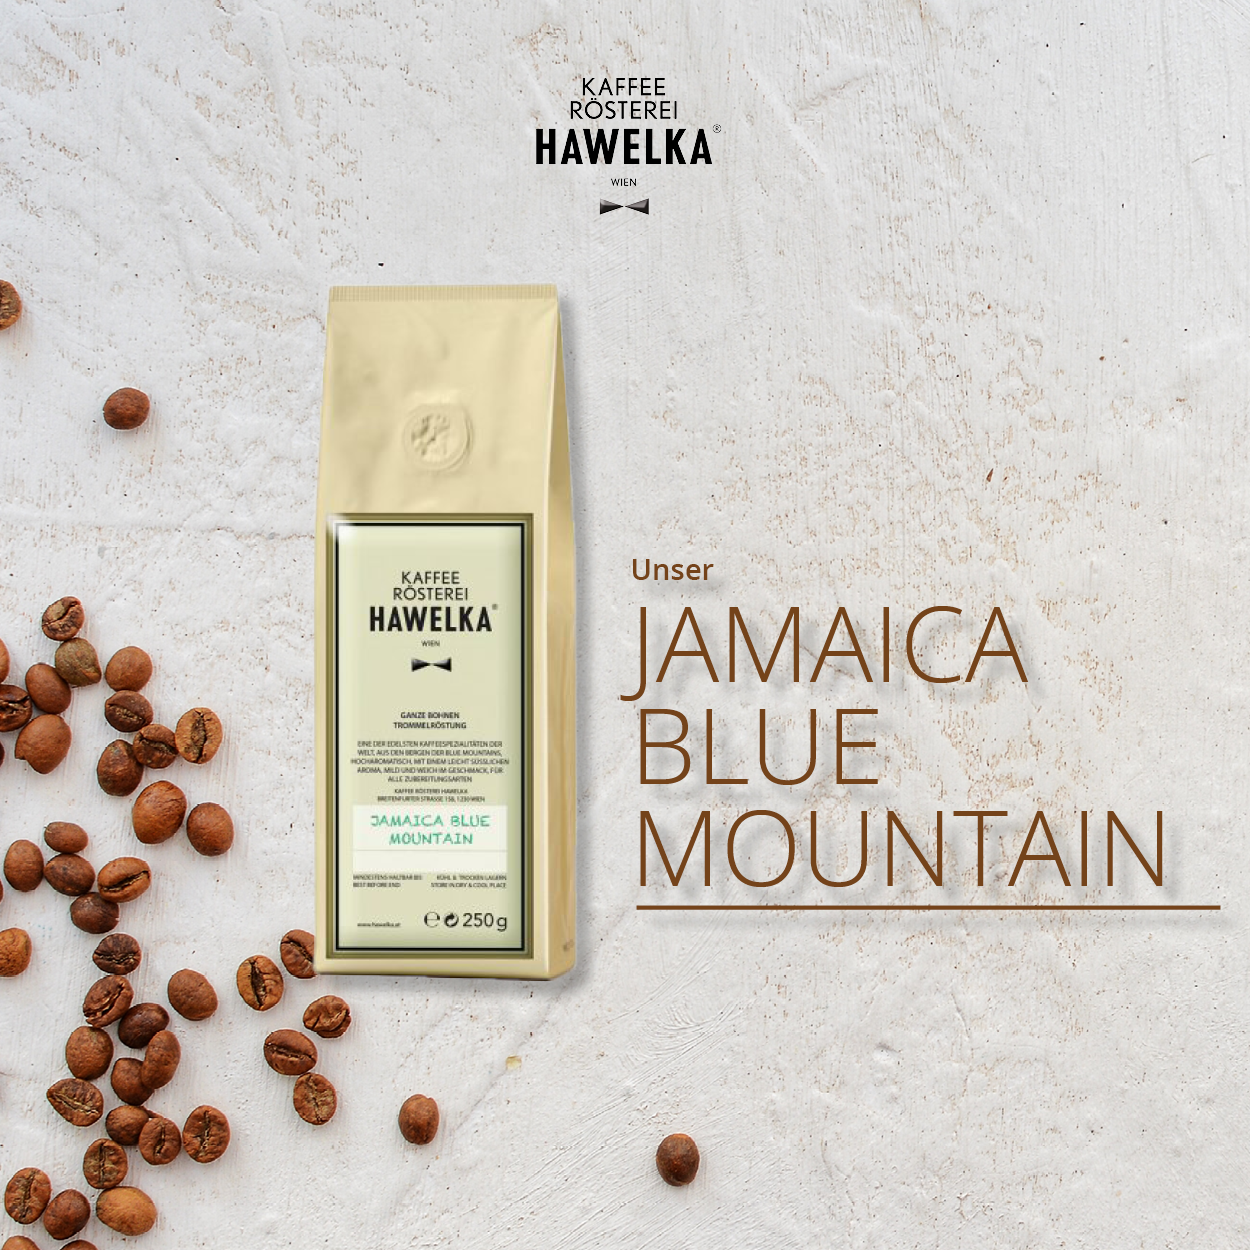 KAFFEE
RÖSTEREI
HAWELKA®
WIEN
KAFFEE
RÖSTEREI
HAWELKA®
WIEN
GANZE BOHNEN
TROMMELRÖSTUNG
EINE DER EDELSTEN KAFFEESPEZIALITÄTEN DER
WELT, AUS DEN BERGEN DER BLUE MOUNTAINS,
HOCHAROMATISCH, MIT EINEM LEICHT SÜSSLICHEN
AROMA, MILD UND WEICH IM GESCHMACK, FÜR
ALLE ZUBEREITUNGSARTEN
KAFFEE RÖSTEREI HAWELKA
BREITENFURTER STRASSE 158, 1230 WIEN
JAMAICA BLUE
MOUNTAIN
MINDESTENS HALTBAR BIS KÜHL & TROCKEN LAGERN
BEST BEFORE END STORE IN DRY & COOL PLACE
www.hawelka.at ℮ 250 g
Unser
JAMAICA
BLUE
MOUNTAIN